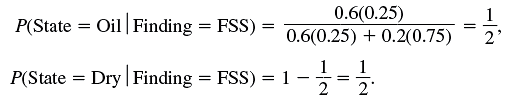 P(State = Oil | Finding = FSS) = 0.6(0.25) / (0.6(0.25) + 0.2(0.75)) = 1/2,
P(State = Dry | Finding = FSS) = 1 − 1/2 = 1/2.